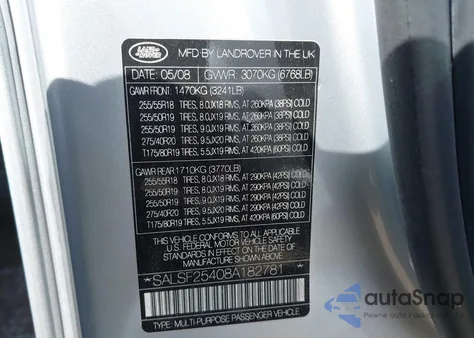 LAND
ROVER
MFD BY LANDROVER IN THE UK
DATE 05/08 GVWR 3070KG (6768LB)
GAWR FRONT: 1470KG (3241LB)
255/55R18 TIRES, 8.0JX18 RIMS, AT 260KPA (38PSI) COLD
255/50R19 TIRES, 8.0JX19 RIMS, AT 260KPA (38PSI) COLD
255/50R19 TIRES, 9.0JX19 RIMS, AT 260KPA (38PSI) COLD
275/40R20 TIRES, 9.5JX20 RIMS, AT 260KPA (38PSI) COLD
T175/80R19 TIRES, 5.5JX19 RIMS, AT 420KPA (60PSI) COLD
GAWR REAR: 1710KG (3770LB)
255/55R18 TIRES, 8.0JX18 RIMS, AT 290KPA (42PSI) COLD
255/50R19 TIRES, 8.0JX19 RIMS, AT 290KPA (42PSI) COLD
255/50R19 TIRES, 9.0JX19 RIMS, AT 290KPA (42PSI) COLD
275/40R20 TIRES, 9.5JX20 RIMS, AT 290KPA (42PSI) COLD
T175/80R19 TIRES, 5.5JX19 RIMS, AT 420KPA (60PSI) COLD
THIS VEHICLE CONFORMS TO ALL APPLICABLE
U.S. FEDERAL MOTOR VEHICLE SAFETY AND
THEFT PREVENTION STANDARDS IN EFFECT ON
THE DATE OF MANUFACTURE SHOWN ABOVE
*SALSF25408A182781*
TYPE: MULTI-PURPOSE PASSENGER VEHICLE
autoSnap
Pewne auta z USA i Kanady